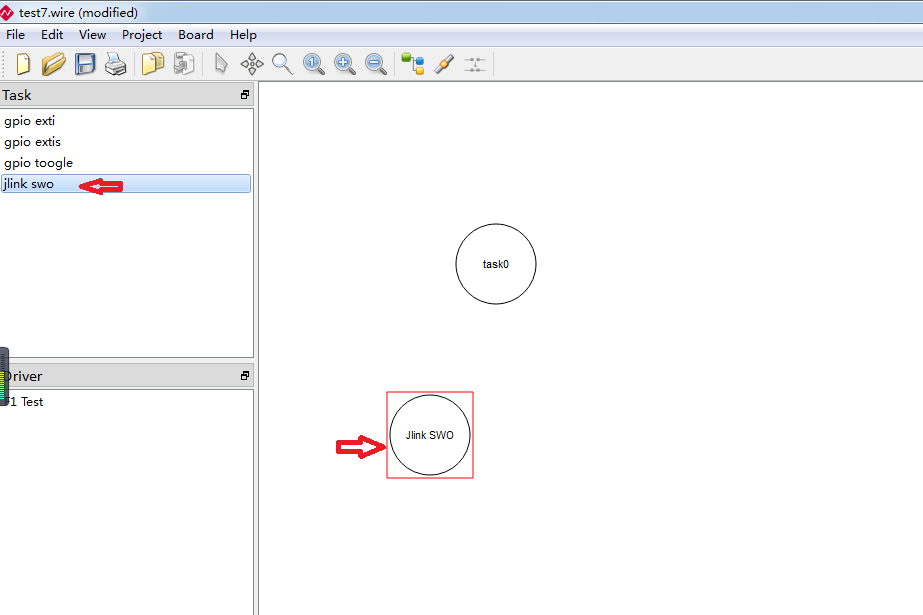 test7.wire (modified)
File Edit View Project Board Help
1
Task
gpio exti
gpio extis
gpio toogle
jlink swo
task0
Driver
F1 Test
Jlink SWO